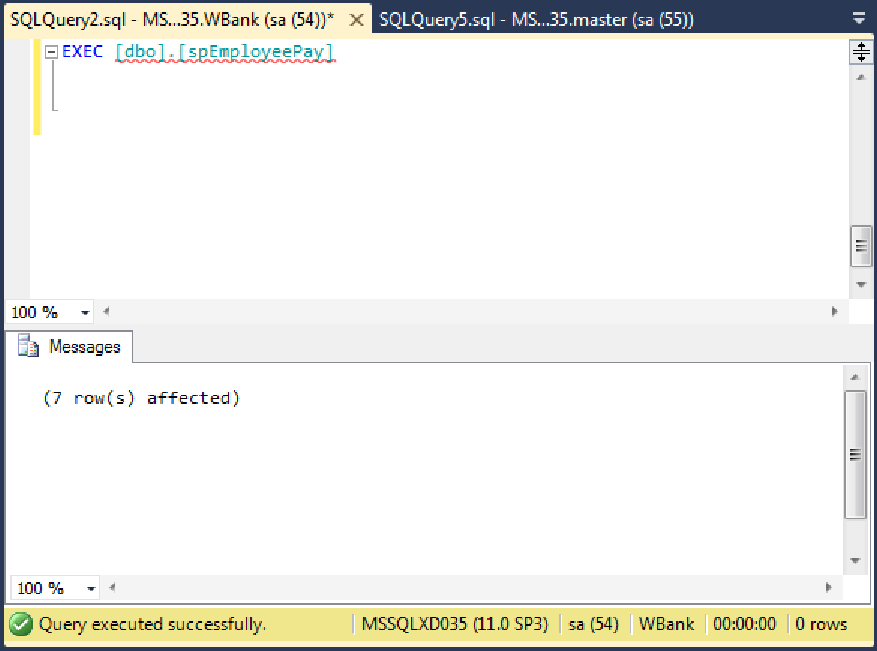 SQLQuery2.sql - MS...35.WBank (sa (54))* SQLQuery5.sql - MS...35.master (sa (55))
EXEC [dbo].[spEmployeePay]
100 %
Messages
(7 row(s) affected)
100 %
Query executed successfully. MSSQLXD035 (11.0 SP3) sa (54) WBank 00:00:00 0 rows